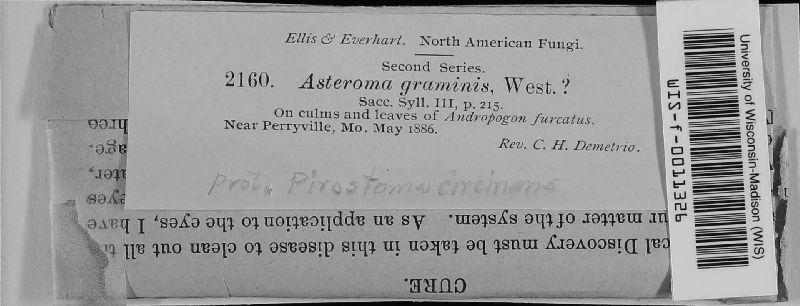 Ellis & Everhart. North American Fungi.
Second Series.
2160. Asteroma graminis, West.?
Sacc. Syll. III, p. 215.
On culms and leaves of Andropogon furcatus.
Near Perryville, Mo. May 1886.
Rev. C. H. Demetrio.
prob. Pirostoma circinans
University of Wisconsin-Madison (WIS)
WIS-f-0011326
CURE.
cal Discovery must be taken in this disease to clean out all
matter of the system. As an application to the eyes, I have